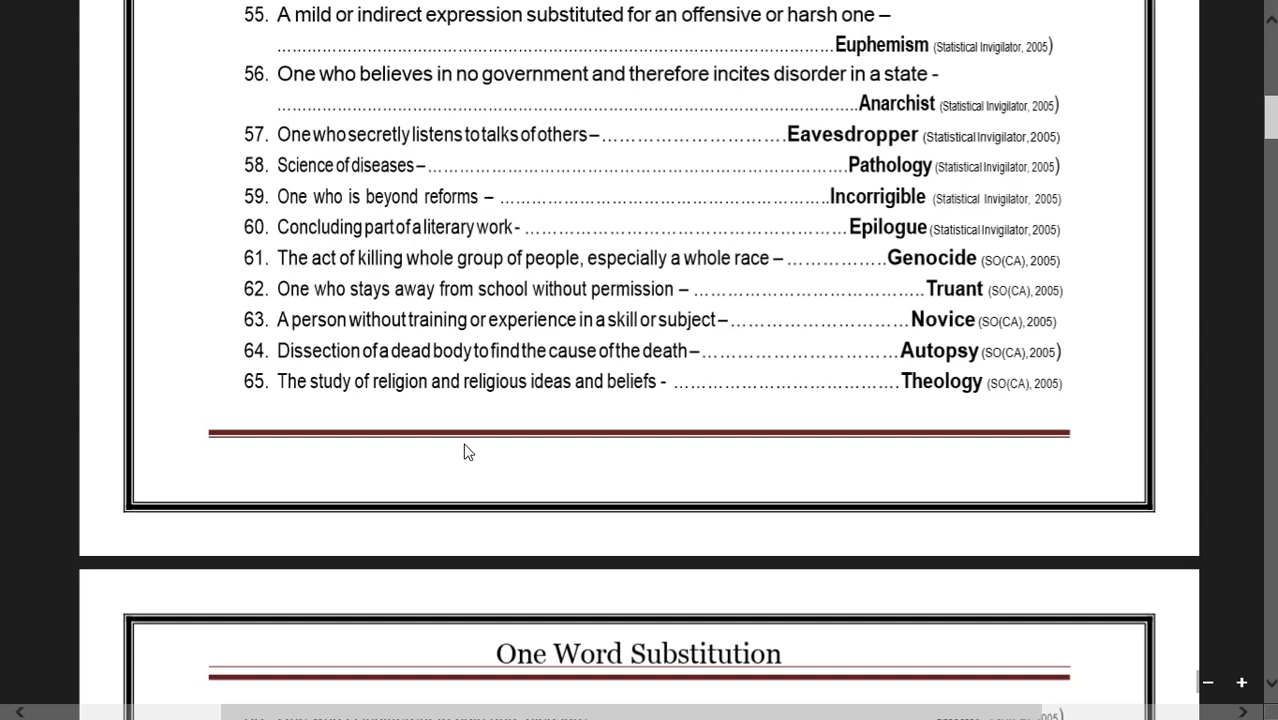 55. A mild or indirect expression substituted for an offensive or harsh one –
....................................................................................................Euphemism (Statistical Invigilator, 2005)
56. One who believes in no government and therefore incites disorder in a state -
....................................................................................................Anarchist (Statistical Invigilator, 2005)
57. One who secretly listens to talks of others – ………………………….Eavesdropper (Statistical Invigilator, 2005)
58. Science of diseases – ………………………………………………………………….Pathology (Statistical Invigilator, 2005)
59. One who is beyond reforms – …………………………………………………..Incorrigible (Statistical Invigilator, 2005)
60. Concluding part of a literary work - …………………………………………………Epilogue (Statistical Invigilator, 2005)
61. The act of killing whole group of people, especially a whole race – ……………..Genocide (SO(CA), 2005)
62. One who stays away from school without permission – …………………………………..Truant (SO(CA), 2005)
63. A person without training or experience in a skill or subject – …………………………Novice (SO(CA), 2005)
64. Dissection of a dead body to find the cause of the death – ……………………………Autopsy (SO(CA), 2005)
65. The study of religion and religious ideas and beliefs - ………………………………….Theology (SO(CA), 2005)
One Word Substitution